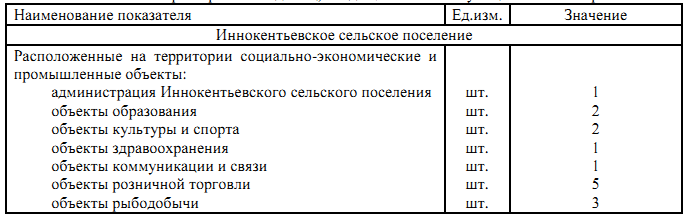 Наименование показателя Ед.изм. Значение
Иннокентьевское сельское поселение
Расположенные на территории социально-экономические и
промышленные объекты:
администрация Иннокентьевского сельского поселения шт. 1
объекты образования шт. 2
объекты культуры и спорта шт. 2
объекты здравоохранения шт. 1
объекты коммуникации и связи шт. 1
объекты розничной торговли шт. 5
объекты рыбодобычи шт. 3